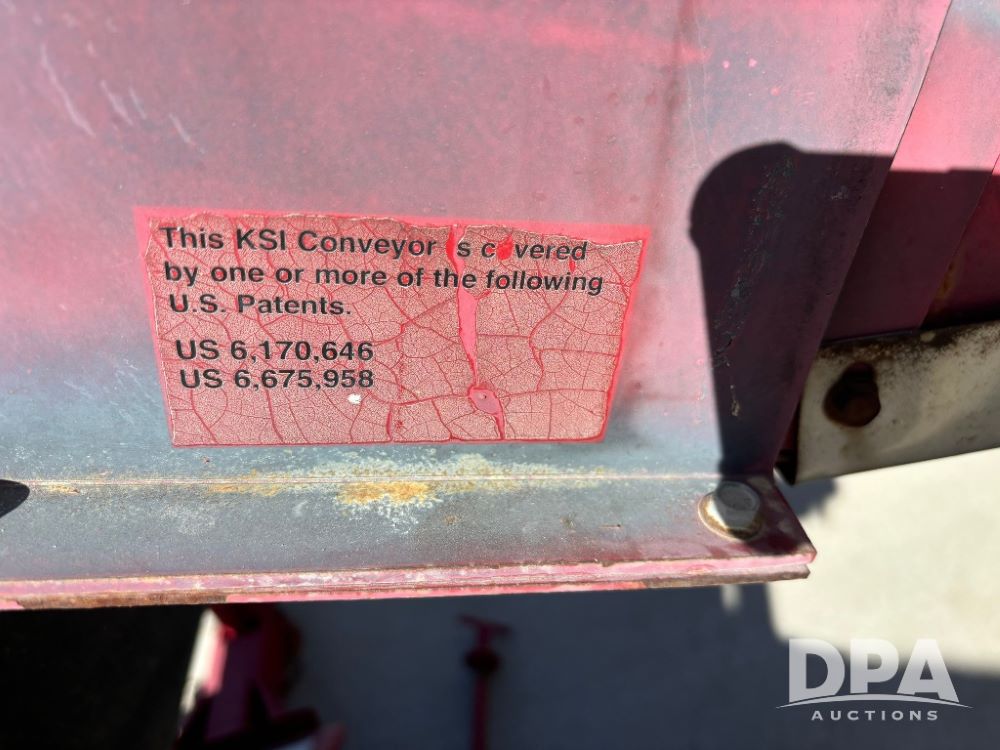 This KSI Conveyor is covered
by one or more of the following
U.S. Patents.
US 6,170,646
US 6,675,958
DPA
AUCTIONS